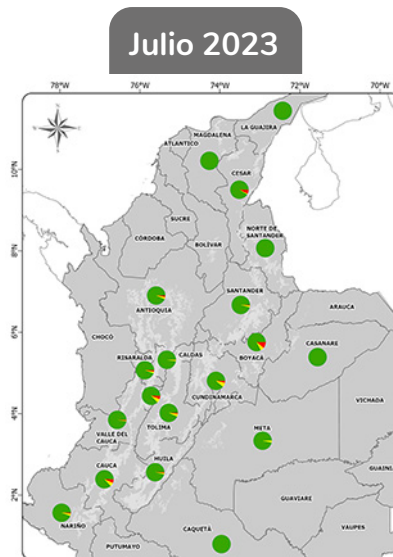 Julio 2023
78°W
76°W
74°W
72°W
70°W
10°N
8°N
6°N
4°N
2°N
LA GUAJIRA
MAGDALENA
ATLANTICO
CESAR
SUCRE
NORTE DE
SANTANDER
CÓRDOBA
BOLÍVAR
SANTANDER
ANTIOQUIA
ARAUCA
CHOCÓ
BOYACÁ
CASANARE
RISARALDA
CALDAS
CUNDINAMARCA
VICHADA
TOLIMA
VALLE DEL
CAUCA
META
HUILA
CAUCA
GUAINI
GUAVIARE
NARIÑO
VAUPES
CAQUETÁ
PUTUMAYO